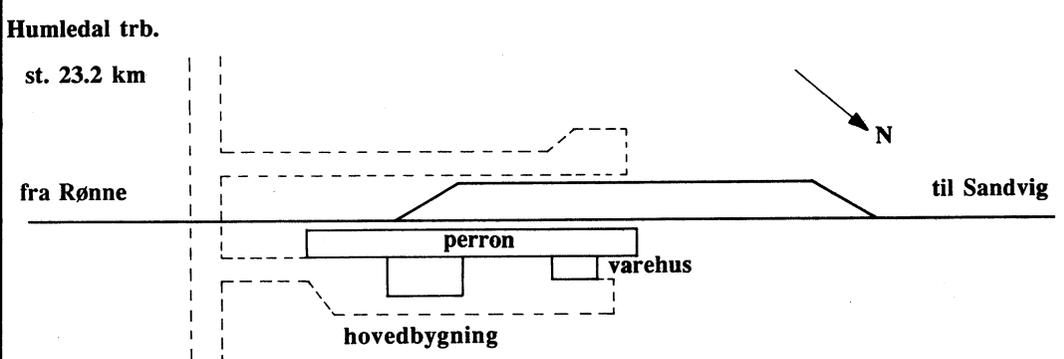 Humledal trb.
st. 23.2 km
N
fra Rønne
til Sandvig
perron
varehus
hovedbygning